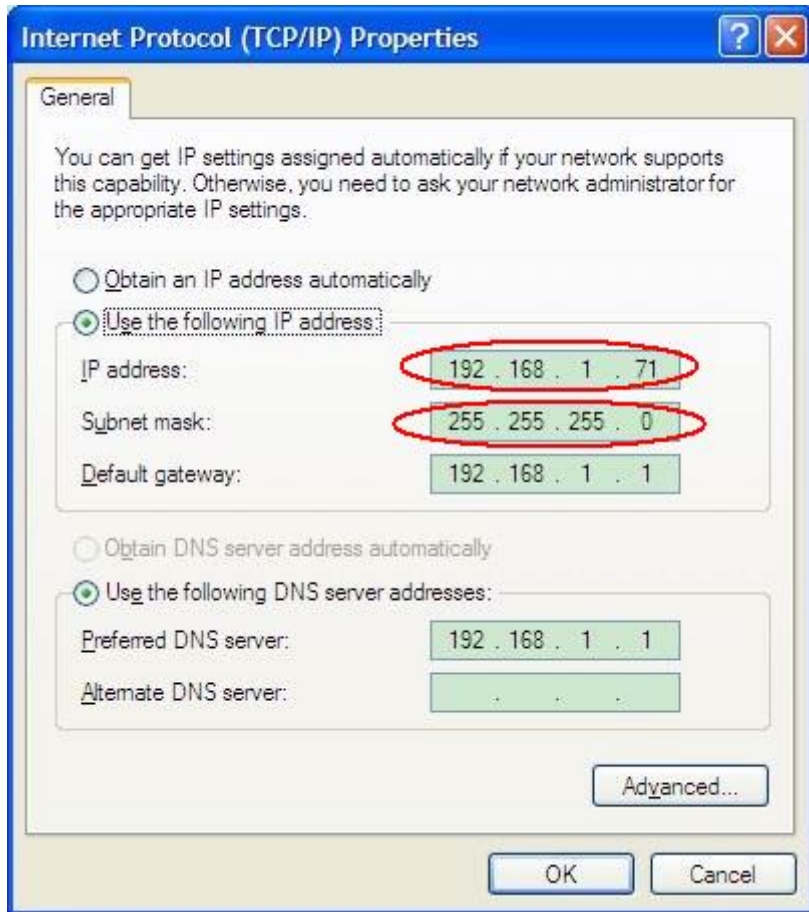 Internet Protocol (TCP/IP) Properties
General
You can get IP settings assigned automatically if your network supports
this capability. Otherwise, you need to ask your network administrator for
the appropriate IP settings.
Obtain an IP address automatically
Use the following IP address:
IP address: 192 . 168 . 1 . 71
Subnet mask: 255 . 255 . 255 . 0
Default gateway: 192 . 168 . 1 . 1
Obtain DNS server address automatically
Use the following DNS server addresses:
Preferred DNS server: 192 . 168 . 1 . 1
Alternate DNS server: . . .
Advanced...
OK Cancel